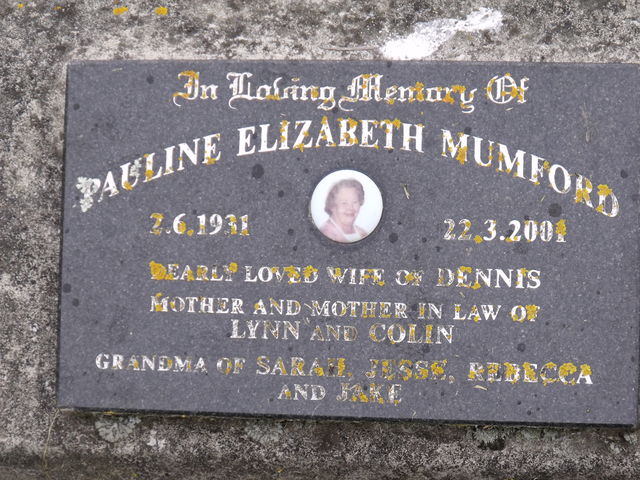 In Loving Memory Of
PAULINE ELIZABETH MUMFORD
2.6.1931 22.3.2001
DEARLY LOVED WIFE OF DENNIS
MOTHER AND MOTHER IN LAW OF
LYNN AND COLIN
GRANDMA OF SARAH, JESSE, REBECCA
AND JAKE